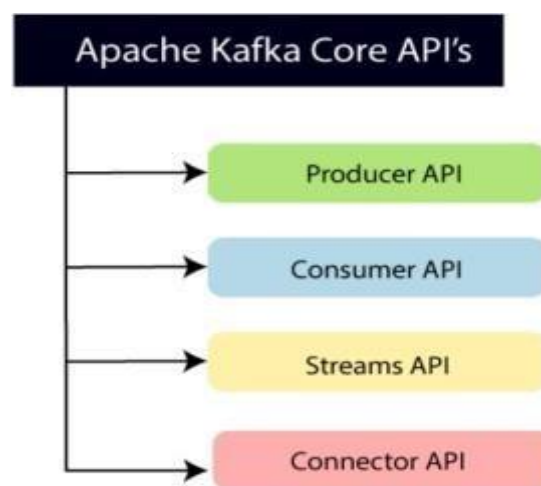 Apache Kafka Core API's
Producer API
Consumer API
Streams API
Connector API